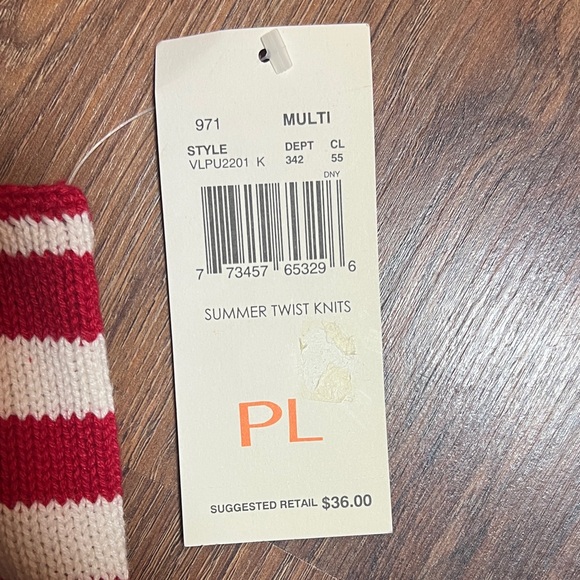 971 MULTI
STYLE DEPT CL
VLPU2201 K 342 55
DNY
7 73457 65329 6
SUMMER TWIST KNITS
PL
SUGGESTED RETAIL $36.00